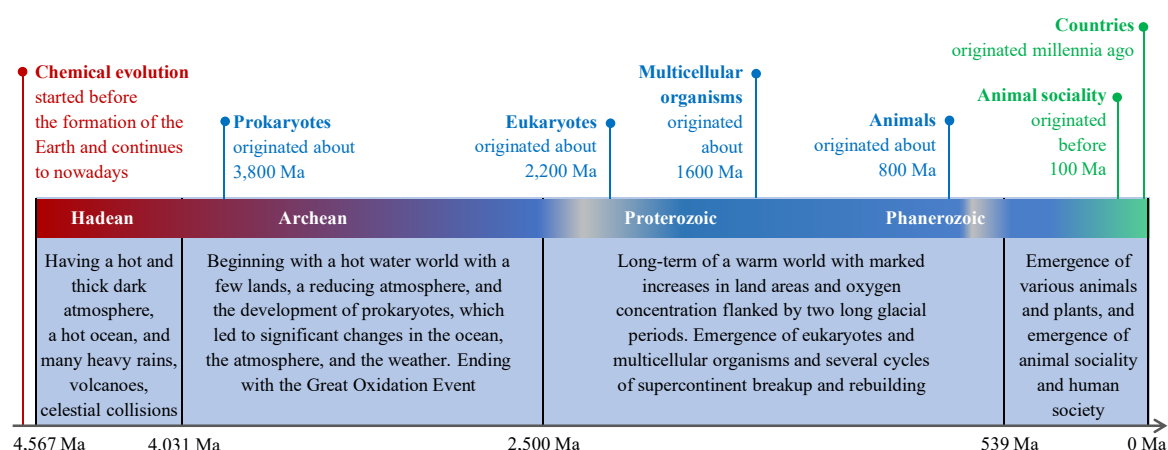 Countries
originated millennia ago
Chemical evolution
started before
the formation of the
Earth and continues
to nowadays
Prokaryotes
originated about
3,800 Ma
Eukaryotes
originated about
2,200 Ma
Multicellular
organisms
originated
about
1600 Ma
Animals
originated about
800 Ma
Animal sociality
originated
before
100 Ma
Hadean
Archean
Proterozoic
Phanerozoic
Having a hot and
thick dark
atmosphere,
a hot ocean, and
many heavy rains,
volcanoes,
celestial collisions
Beginning with a hot water world with a
few lands, a reducing atmosphere, and
the development of prokaryotes, which
led to significant changes in the ocean,
the atmosphere, and the weather. Ending
with the Great Oxidation Event
Long-term of a warm world with marked
increases in land areas and oxygen
concentration flanked by two long glacial
periods. Emergence of eukaryotes and
multicellular organisms and several cycles
of supercontinent breakup and rebuilding
Emergence of
various animals
and plants, and
emergence of
animal sociality
and human
society
4,567 Ma
4,031 Ma
2,500 Ma
539 Ma
0 Ma